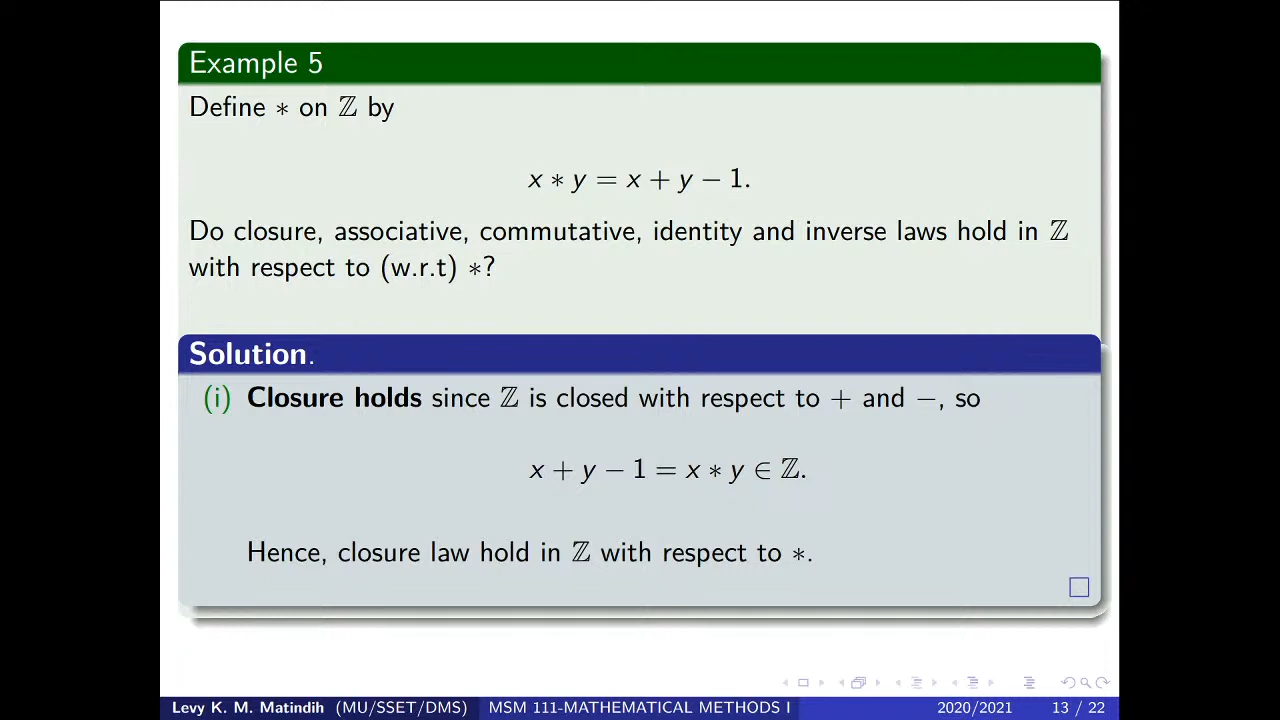 Example 5
Define ∗ on ℤ by
x ∗ y = x + y − 1.
Do closure, associative, commutative, identity and inverse laws hold in ℤ
with respect to (w.r.t) ∗?
Solution.
(i) Closure holds since ℤ is closed with respect to + and −, so
x + y − 1 = x ∗ y ∈ ℤ.
Hence, closure law hold in ℤ with respect to ∗.
Levy K. M. Matindih (MU/SSET/DMS) MSM 111-MATHEMATICAL METHODS I 2020/2021 13 / 22